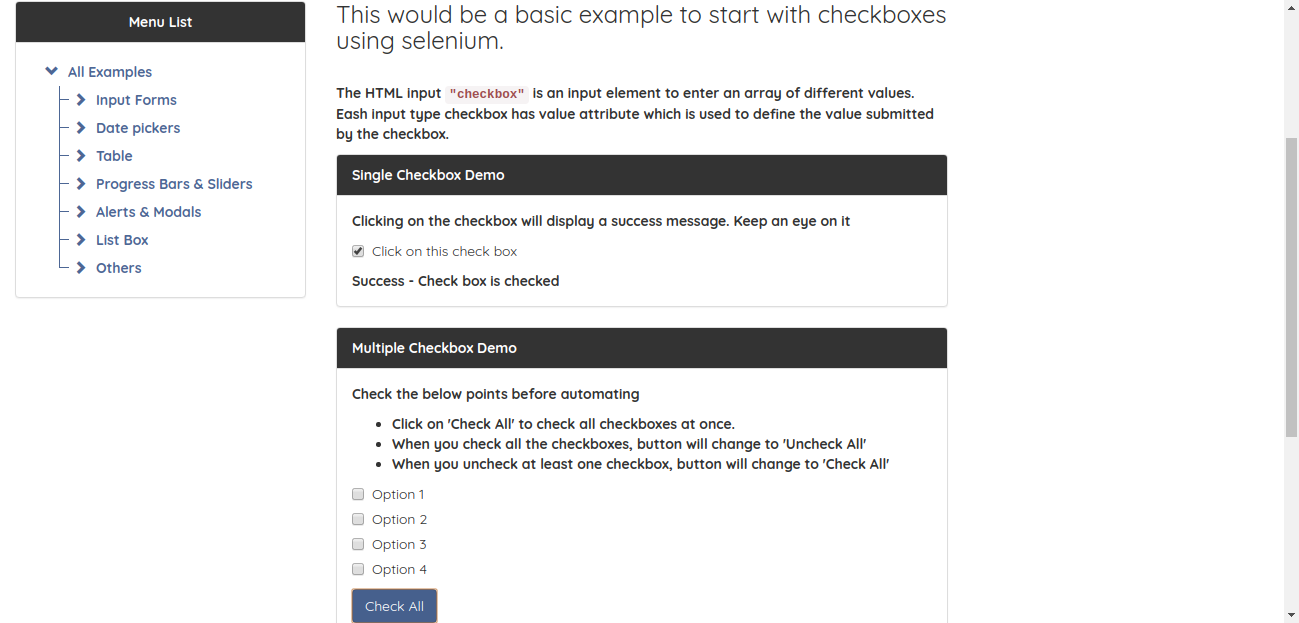 Menu List
All Examples
Input Forms
Date pickers
Table
Progress Bars & Sliders
Alerts & Modals
List Box
Others
This would be a basic example to start with checkboxes
using selenium.
The HTML input "checkbox" is an input element to enter an array of different values.
Eash input type checkbox has value attribute which is used to define the value submitted
by the checkbox.
Single Checkbox Demo
Clicking on the checkbox will display a success message. Keep an eye on it
Click on this check box
Success - Check box is checked
Multiple Checkbox Demo
Check the below points before automating
Click on 'Check All' to check all checkboxes at once.
When you check all the checkboxes, button will change to 'Uncheck All'
When you uncheck at least one checkbox, button will change to 'Check All'
Option 1
Option 2
Option 3
Option 4
Check All